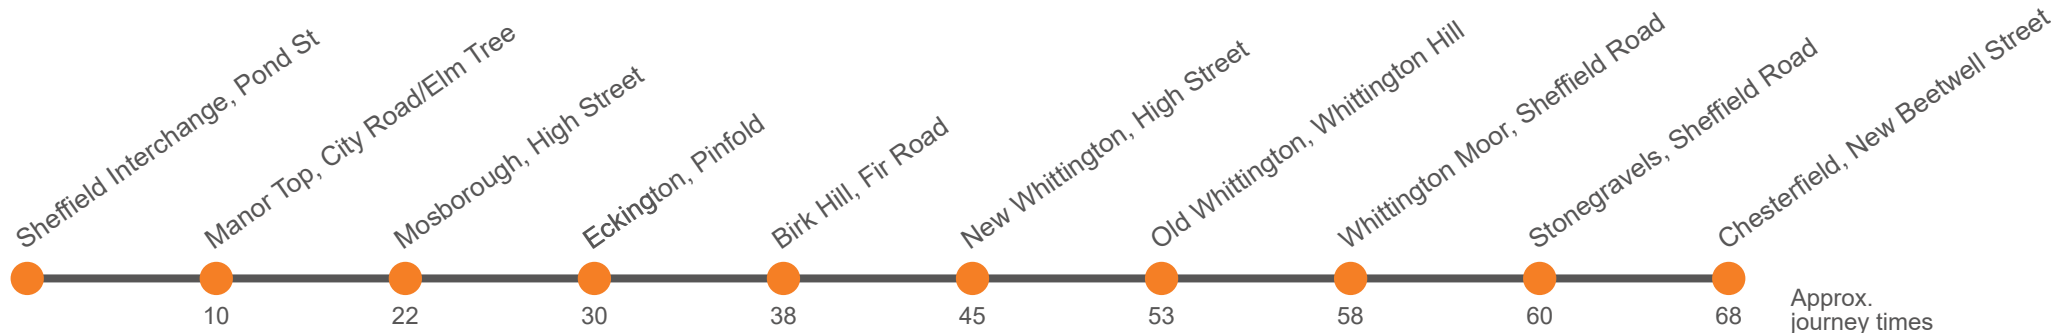 Sheffield Interchange, Pond St
Manor Top, City Road/Elm Tree
Mosborough, High Street
Eckington, Pinfold
Birk Hill, Fir Road
New Whittington, High Street
Old Whittington, Whittington Hill
Whittington Moor, Sheffield Road
Stonegravels, Sheffield Road
Chesterfield, New Beetwell Street
10
22
30
38
45
53
58
60
68
Approx.
journey times